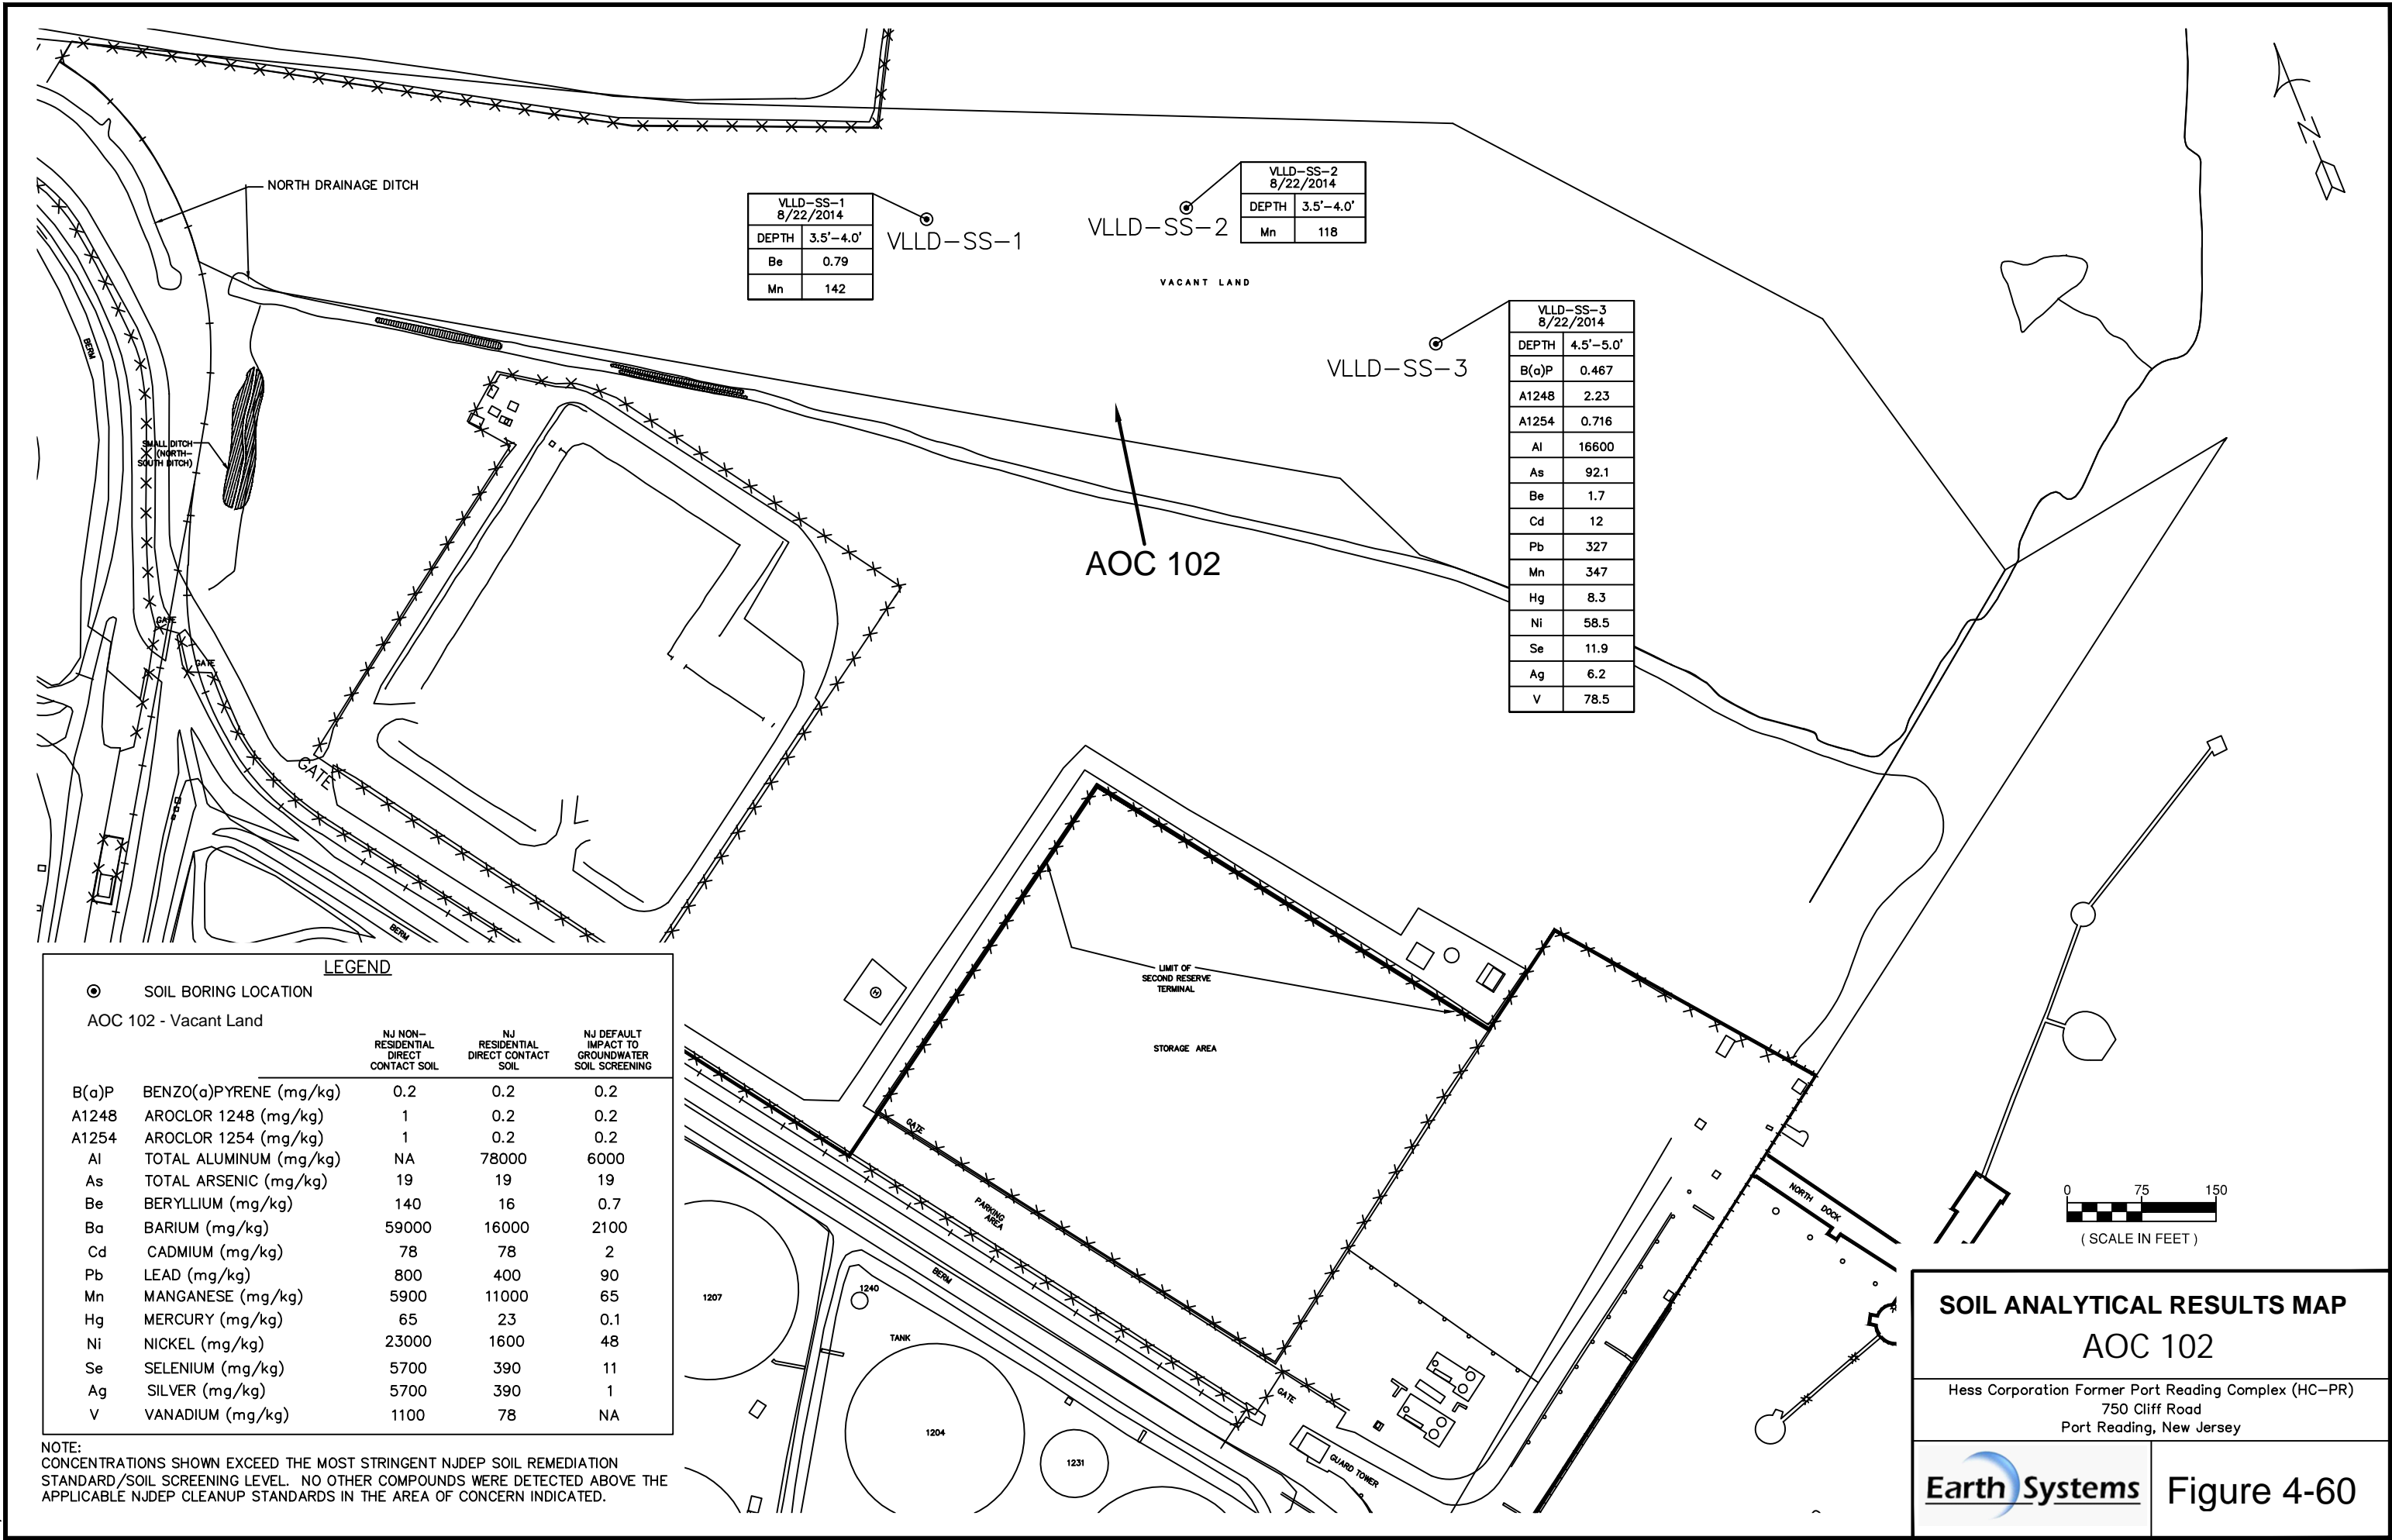 NORTH DRAINAGE DITCH
VLLD-SS-1
8/22/2014
DEPTH 3.5'-4.0'
Be 0.79
Mn 142
VLLD-SS-1
VLLD-SS-2
8/22/2014
DEPTH 3.5'-4.0'
Mn 118
VLLD-SS-2
VACANT LAND
N
VLLD-SS-3
8/22/2014
DEPTH 4.5'-5.0'
B(a)P 0.467
A1248 2.23
A1254 0.716
Al 16600
As 92.1
Be 1.7
Cd 12
Pb 327
Mn 347
Hg 8.3
Ni 58.5
Se 11.9
Ag 6.2
V 78.5
VLLD-SS-3
BERM
SMALL DITCH
(NORTH-
SOUTH DITCH)
AOC 102
GATE
GATE
GATE
BERM
LIMIT OF
SECOND RESERVE
TERMINAL
STORAGE AREA
H
GATE
PARKING
AREA
BERM
1207
1240
TANK
1204
1231
GATE
GUARD TOWER
NORTH
DOCK
LEGEND
SOIL BORING LOCATION
AOC 102 - Vacant Land
NJ NON-
RESIDENTIAL
DIRECT
CONTACT SOIL
NJ
RESIDENTIAL
DIRECT CONTACT
SOIL
NJ DEFAULT
IMPACT TO
GROUNDWATER
SOIL SCREENING
B(a)P BENZO(a)PYRENE (mg/kg) 0.2 0.2 0.2
A1248 AROCLOR 1248 (mg/kg) 1 0.2 0.2
A1254 AROCLOR 1254 (mg/kg) 1 0.2 0.2
Al TOTAL ALUMINUM (mg/kg) NA 78000 6000
As TOTAL ARSENIC (mg/kg) 19 19 19
Be BERYLLIUM (mg/kg) 140 16 0.7
Ba BARIUM (mg/kg) 59000 16000 2100
Cd CADMIUM (mg/kg) 78 78 2
Pb LEAD (mg/kg) 800 400 90
Mn MANGANESE (mg/kg) 5900 11000 65
Hg MERCURY (mg/kg) 65 23 0.1
Ni NICKEL (mg/kg) 23000 1600 48
Se SELENIUM (mg/kg) 5700 390 11
Ag SILVER (mg/kg) 5700 390 1
V VANADIUM (mg/kg) 1100 78 NA
NOTE:
CONCENTRATIONS SHOWN EXCEED THE MOST STRINGENT NJDEP SOIL REMEDIATION
STANDARD/SOIL SCREENING LEVEL. NO OTHER COMPOUNDS WERE DETECTED ABOVE THE
APPLICABLE NJDEP CLEANUP STANDARDS IN THE AREA OF CONCERN INDICATED.
0 75 150
( SCALE IN FEET )
SOIL ANALYTICAL RESULTS MAP
AOC 102
Hess Corporation Former Port Reading Complex (HC-PR)
750 Cliff Road
Port Reading, New Jersey
Earth Systems
Figure 4-60